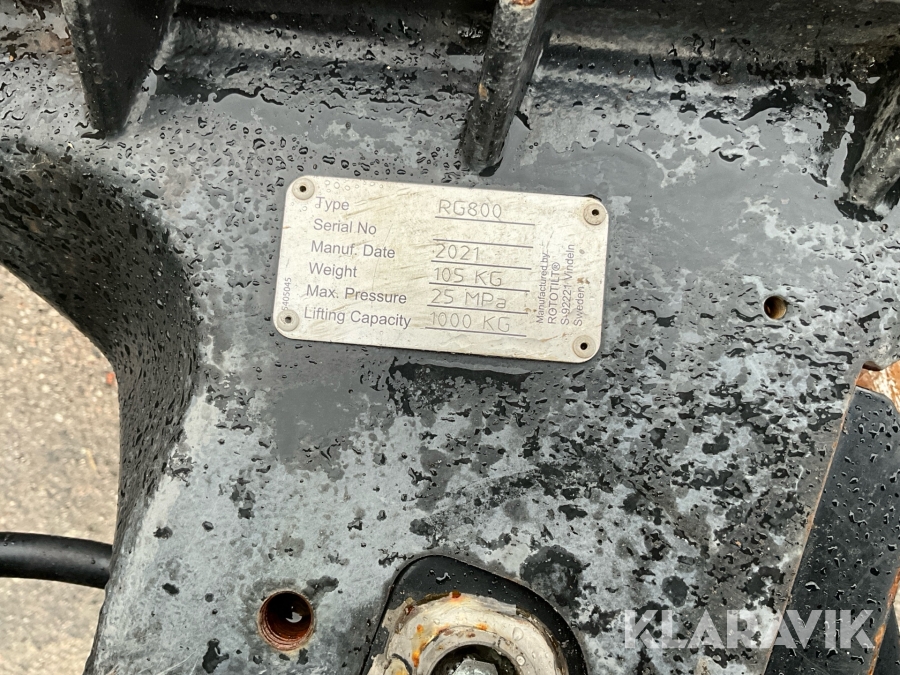 Type RG800
Serial No
Manuf. Date 2021
Weight 105 KG
Max. Pressure 25 MPa
Lifting Capacity 1000 KG
Manufactured by:
ROTOTILT®
S-92221 Vindeln
Sweden
5405045
KLARAVIK